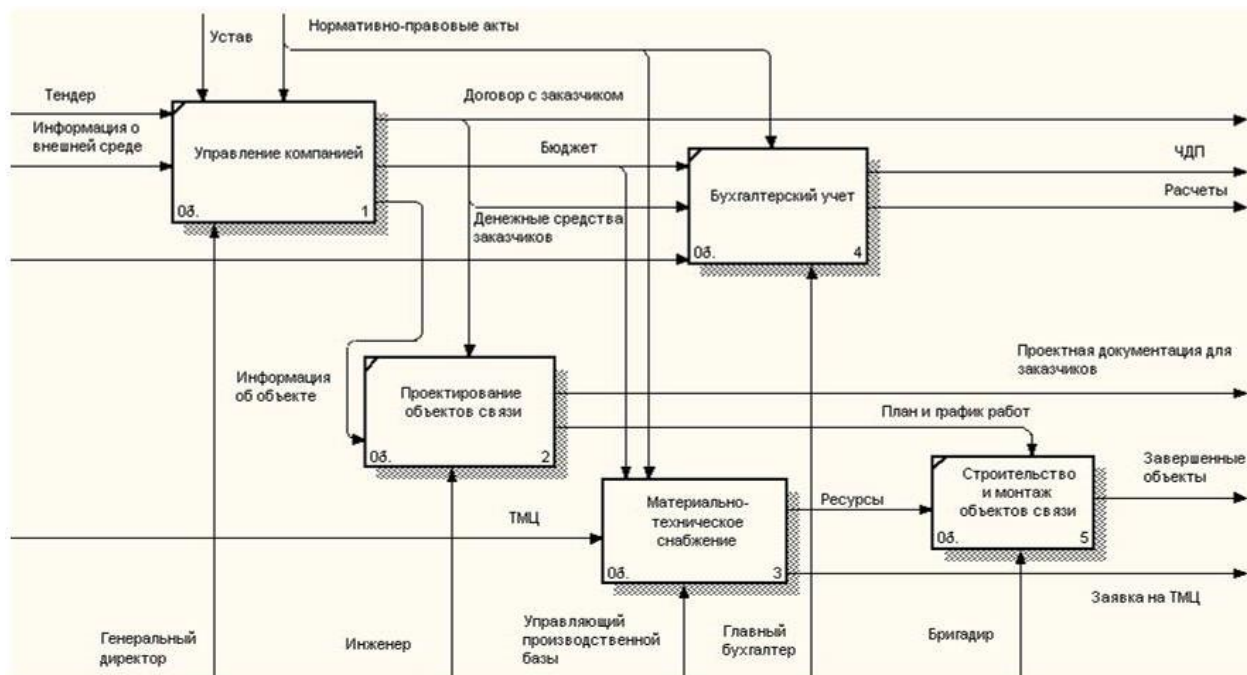 Устав
Нормативно-правовые акты
Тендер
Договор с заказчиком
Информация о
внешней среде
Управление компанией
0б.
1
Бюджет
ЧДП
Бухгалтерский учет
Расчеты
0б.
4
Денежные средства
заказчиков
Информация
об объекте
Проектирование
объектов связи
0б.
2
Проектная документация для
заказчиков
План и график работ
Строительство
и монтаж
объектов связи
0б.
5
Завершенные
объекты
ТМЦ
Материально-
техническое
снабжение
0б.
3
Ресурсы
Заявка на ТМЦ
Генеральный
директор
Инженер
Управляющий
производственной
базы
Главный
бухгалтер
Бригадир